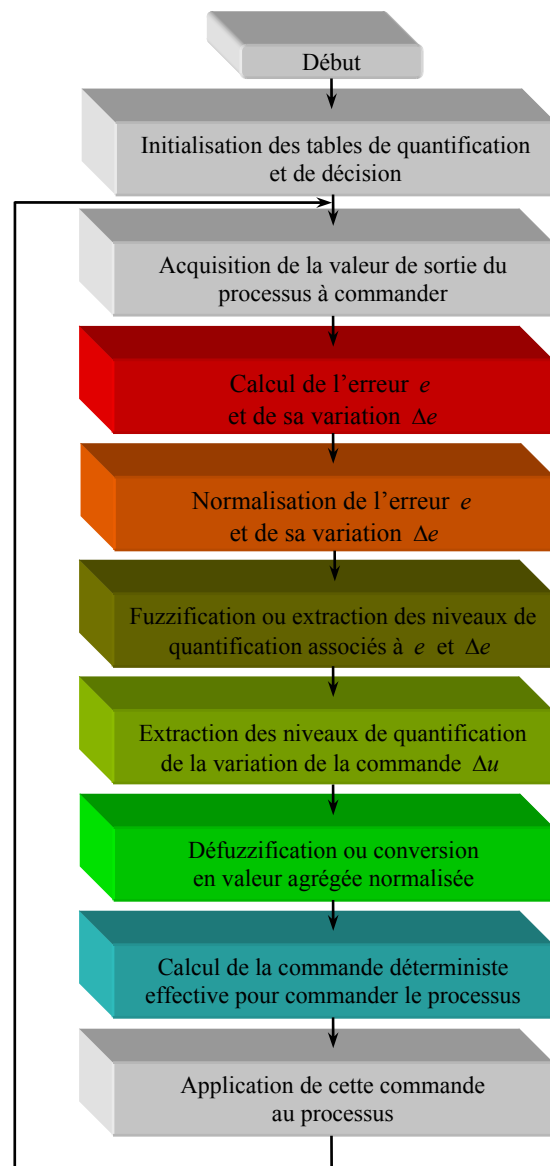 Début
Initialisation des tables de quantification
et de décision
Acquisition de la valeur de sortie du
processus à commander
Calcul de l’erreur e
et de sa variation Δe
Normalisation de l’erreur e
et de sa variation Δe
Fuzzification ou extraction des niveaux de
quantification associés à e et Δe
Extraction des niveaux de quantification
de la variation de la commande Δu
Défuzzification ou conversion
en valeur agrégée normalisée
Calcul de la commande déterministe
effective pour commander le processus
Application de cette commande
au processus